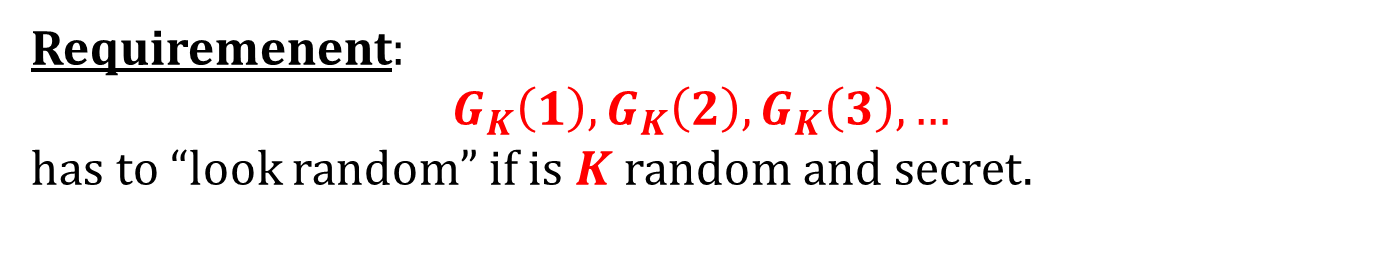 Requiremenent:
G_K(1), G_K(2), G_K(3), ...
has to “look random” if is K random and secret.